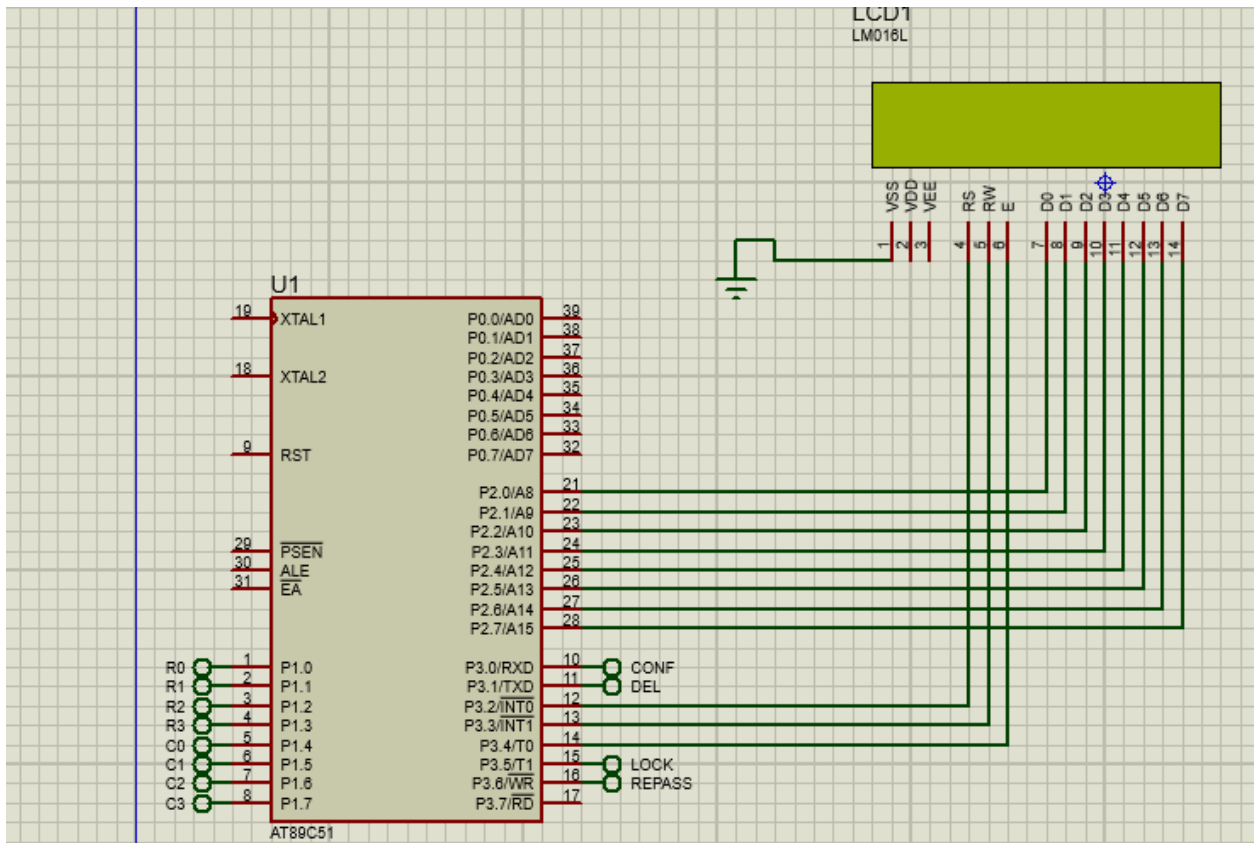 LCD1
LM016L
VSS
VDD
VEE
RS
RW
E
D0
D1
D2
D3
D4
D5
D6
D7
1
2
3
4
5
6
7
8
9
10
11
12
13
14
U1
19 XTAL1
18 XTAL2
9 RST
29 PSEN
30 ALE
31 EA
R0 1 P1.0
R1 2 P1.1
R2 3 P1.2
R3 4 P1.3
C0 5 P1.4
C1 6 P1.5
C2 7 P1.6
C3 8 P1.7
P0.0/AD0 39
P0.1/AD1 38
P0.2/AD2 37
P0.3/AD3 36
P0.4/AD4 35
P0.5/AD5 34
P0.6/AD6 33
P0.7/AD7 32
P2.0/A8 21
P2.1/A9 22
P2.2/A10 23
P2.3/A11 24
P2.4/A12 25
P2.5/A13 26
P2.6/A14 27
P2.7/A15 28
P3.0/RXD 10 CONF
P3.1/TXD 11 DEL
P3.2/INT0 12
P3.3/INT1 13
P3.4/T0 14
P3.5/T1 15 LOCK
P3.6/WR 16 REPASS
P3.7/RD 17
AT89C51